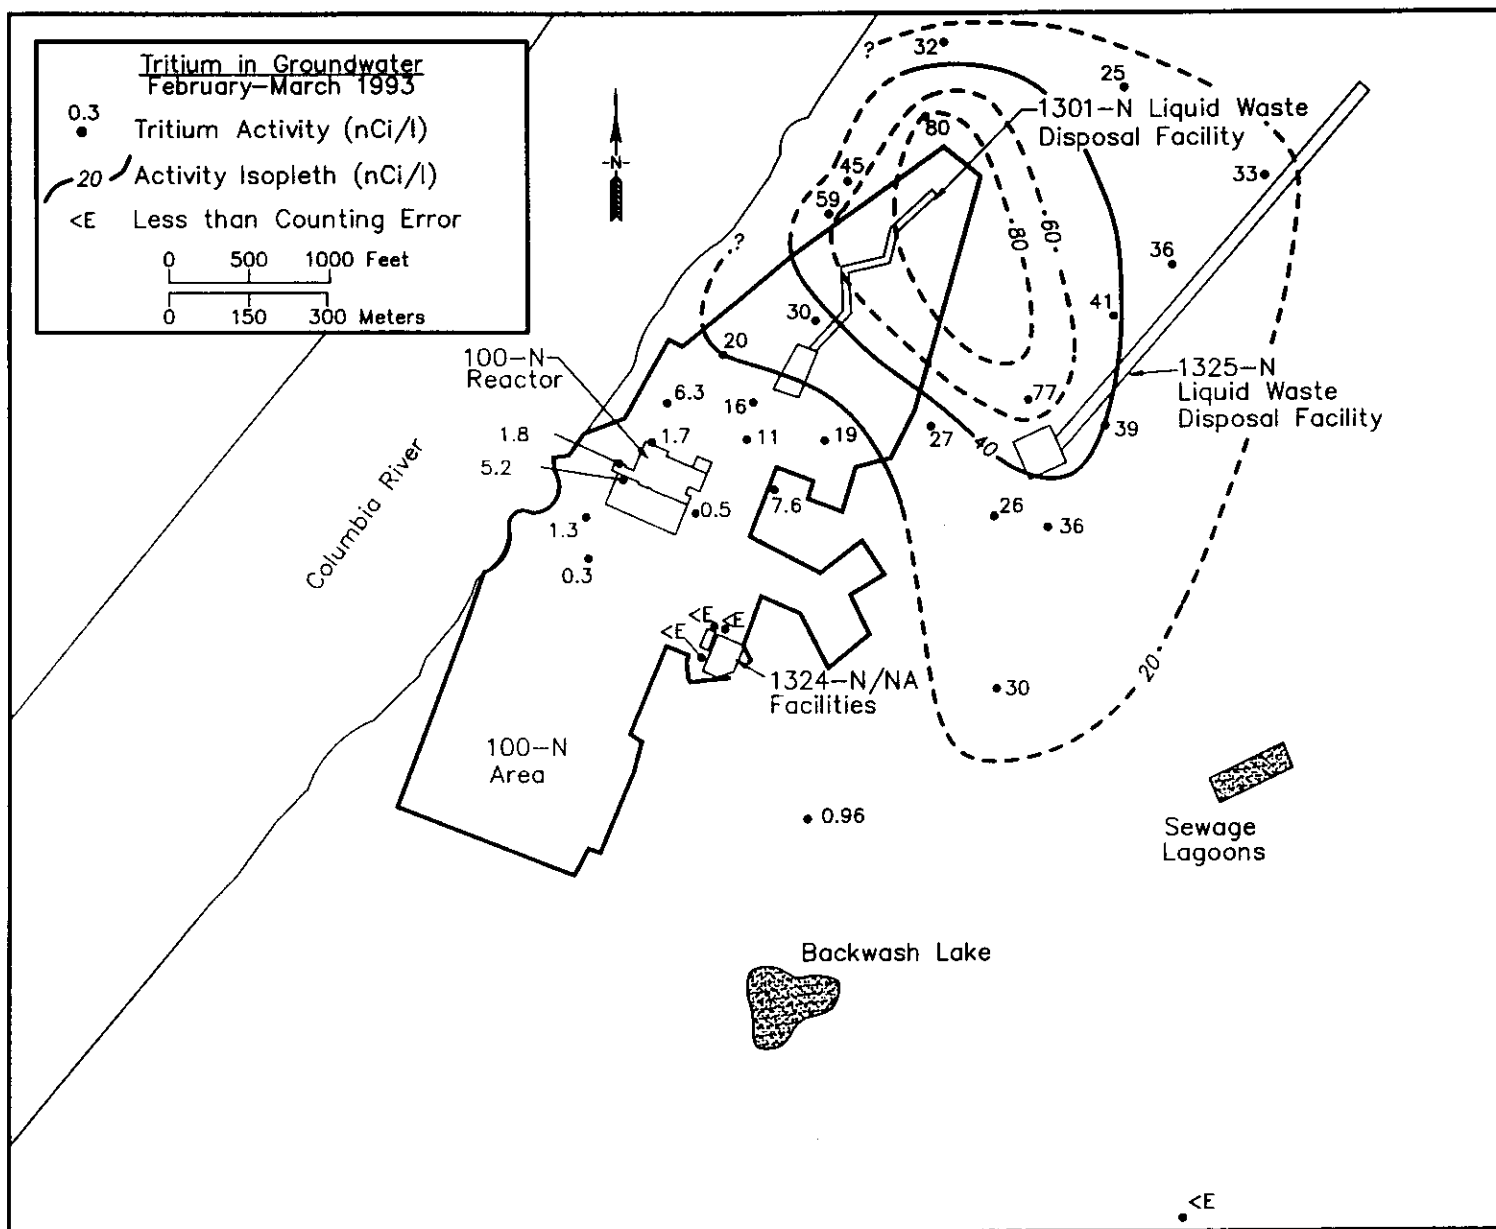 Tritium in Groundwater
February–March 1993
0.3
Tritium Activity (nCi/l)
20
Activity Isopleth (nCi/l)
<E Less than Counting Error
0 500 1000 Feet
0 150 300 Meters
-N-
?
32
25
1301-N Liquid Waste
Disposal Facility
80
45
33
59
.?
60
80
36
41
30
20
100-N
Reactor
1325-N
Liquid Waste
Disposal Facility
77
6.3
16
1.8
1.7
11
19
27
40
39
5.2
7.6
0.5
26
36
1.3
0.3
Columbia River
<E
<E
<E
1324-N/NA
Facilities
30
20
100-N
Area
0.96
Sewage
Lagoons
Backwash Lake
<E